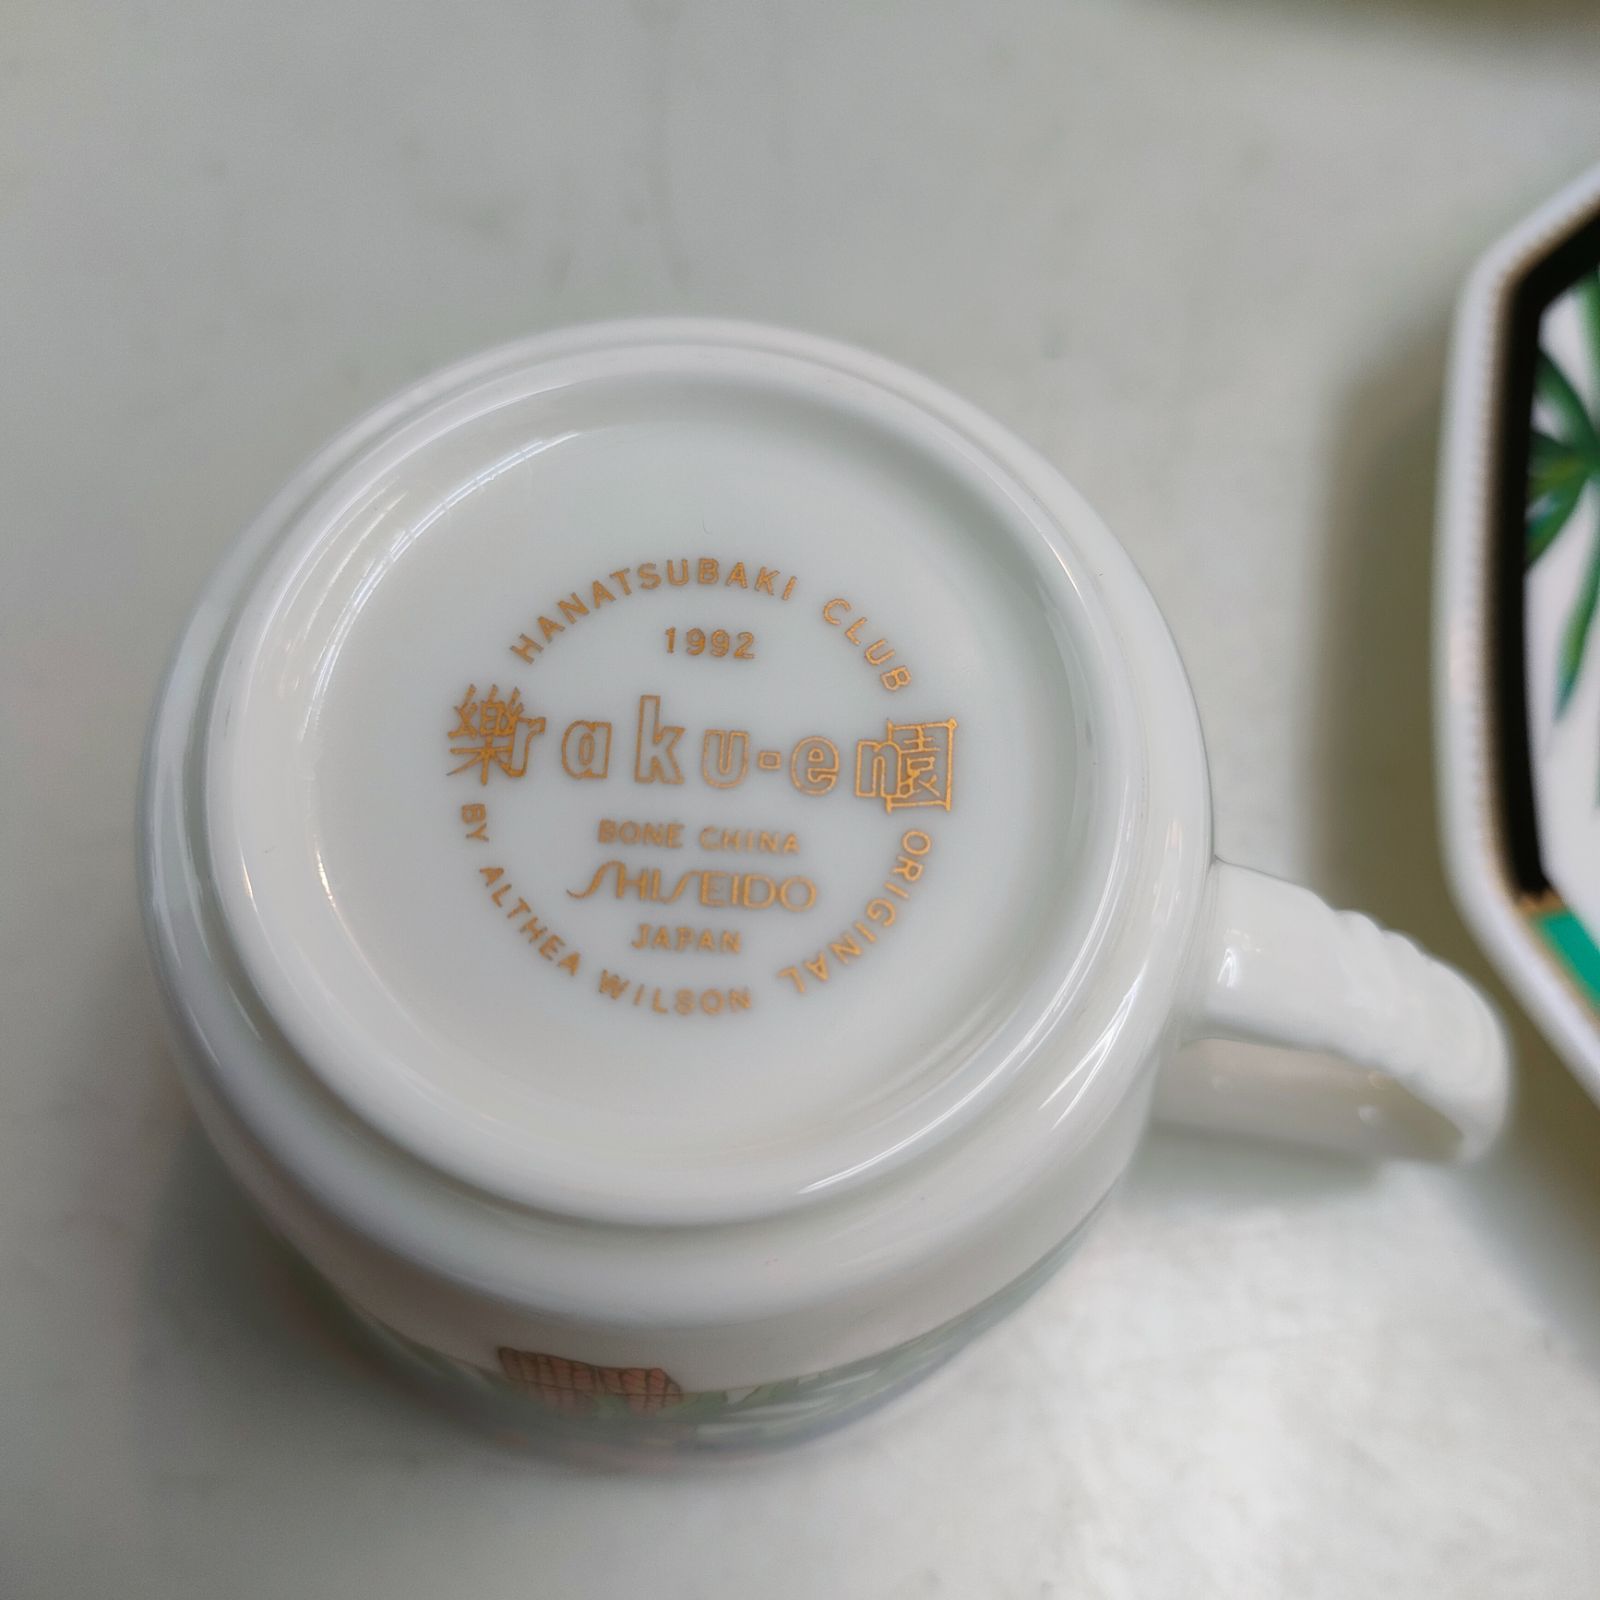 HANATSUBAKI CLUB
1992
樂raku-en園
BONE CHINA
SHISEIDO
JAPAN
ORIGINAL
BY ALTHEA WILSON